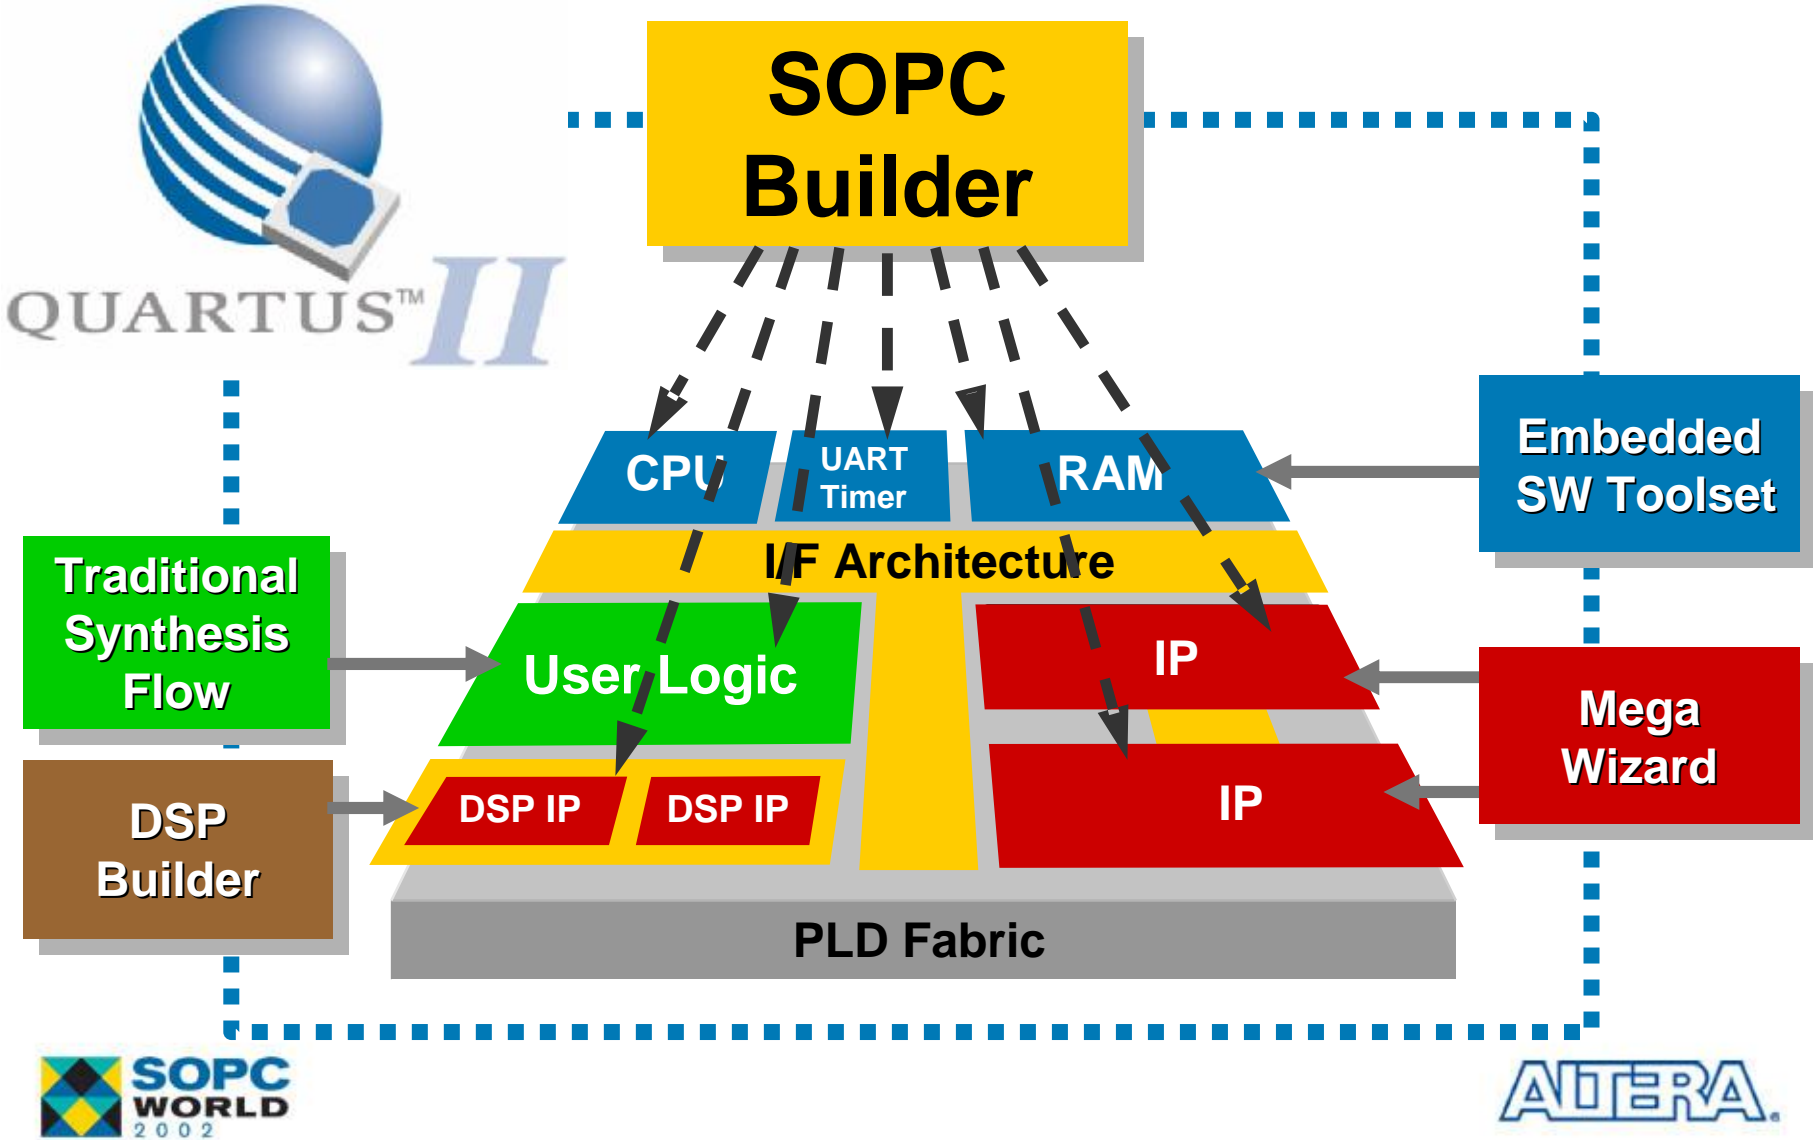 SOPC
Builder
QUARTUS™ II
CPU
UART
Timer
RAM
Embedded
SW Toolset
I/F Architecture
Traditional
Synthesis
Flow
User Logic
IP
Mega
Wizard
DSP
Builder
DSP IP
DSP IP
IP
PLD Fabric
SOPC
WORLD
2002
ALTERA®